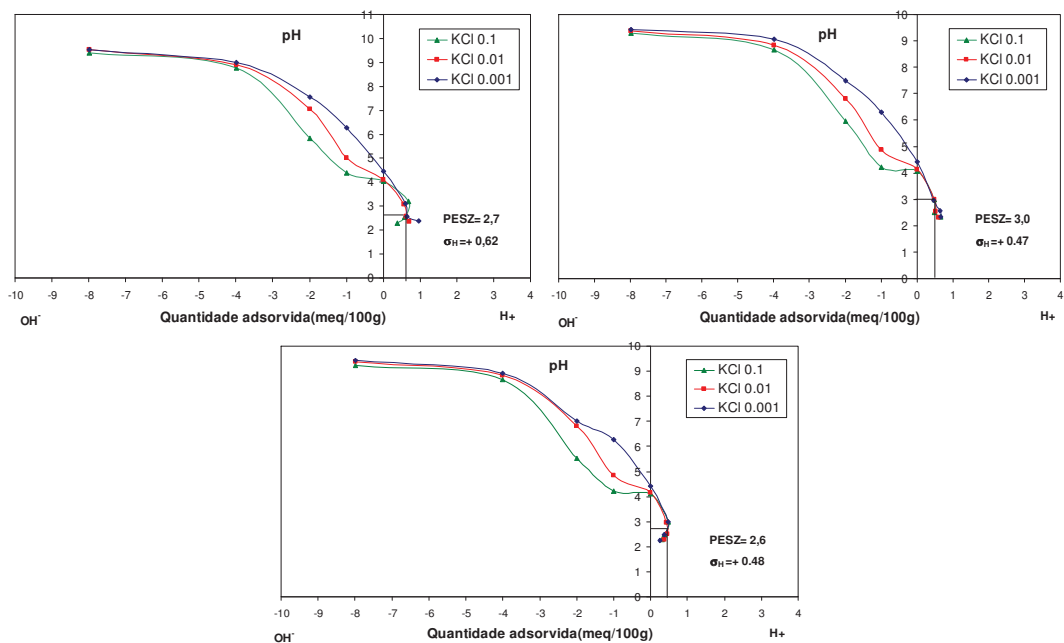 pH
11
10
9
8
7
6
5
4
3
2
1
0
KCl 0.1
KCl 0.01
KCl 0.001
PESZ= 2,7
σH=+ 0,62
-10 -9 -8 -7 -6 -5 -4 -3 -2 -1 0 1 2 3 4
OH-
Quantidade adsorvida(meq/100g)
H+
pH
10
9
8
7
6
5
4
3
2
1
0
KCl 0.1
KCl 0.01
KCl 0.001
PESZ= 3,0
σH=+ 0.47
-10 -9 -8 -7 -6 -5 -4 -3 -2 -1 0 1 2 3 4
OH-
Quantidade adsorvida(meq/100g)
H+
pH
10
9
8
7
6
5
4
3
2
1
0
KCl 0.1
KCl 0.01
KCl 0.001
PESZ= 2,6
σH=+ 0.48
-10 -9 -8 -7 -6 -5 -4 -3 -2 -1 0 1 2 3 4
OH-
Quantidade adsorvida(meq/100g)
H+